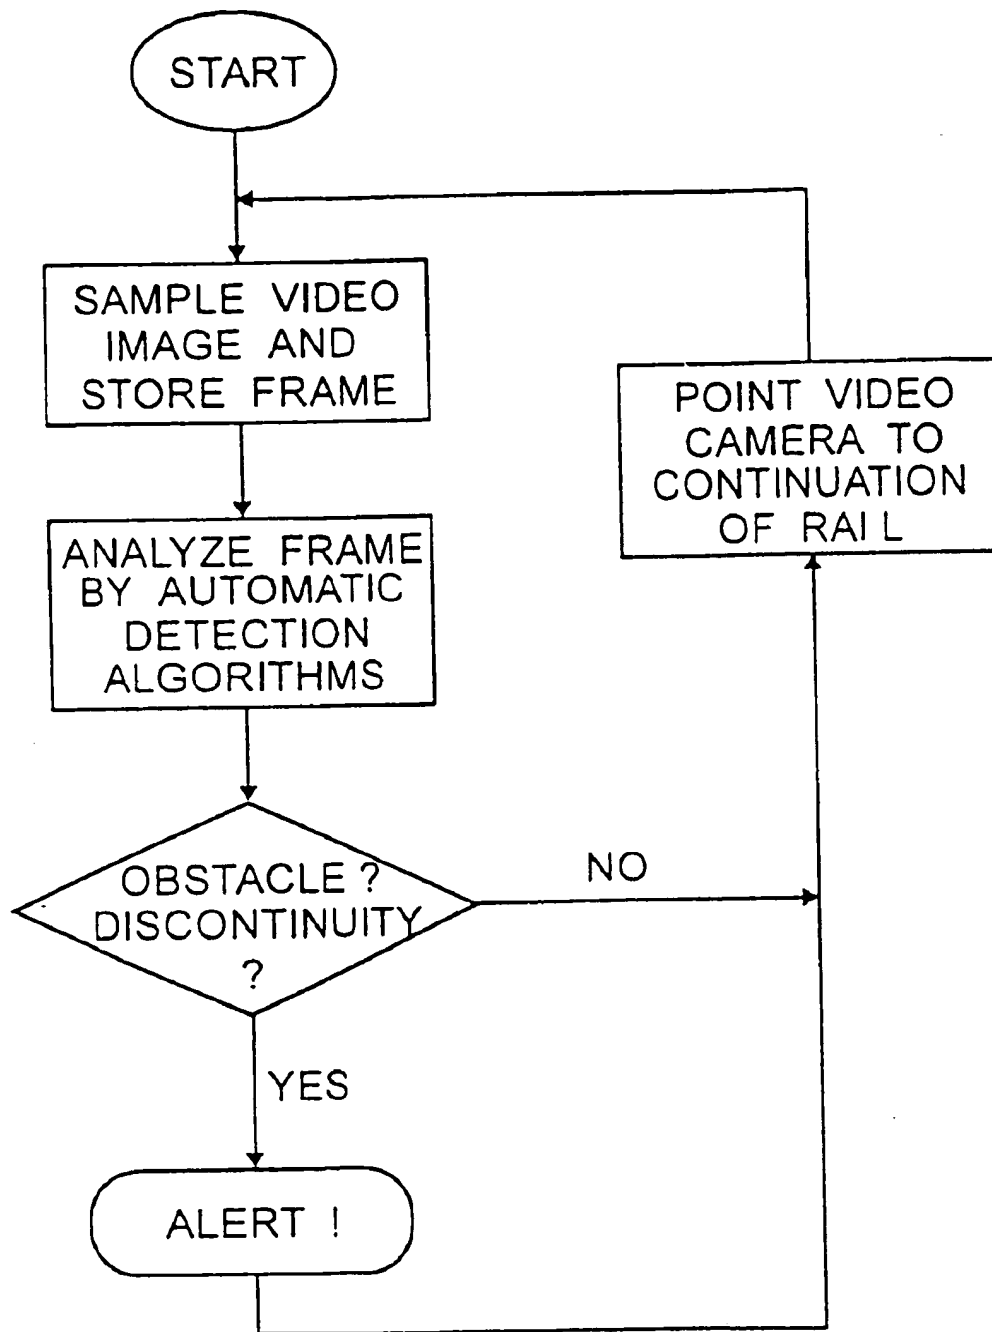 START
SAMPLE VIDEO
IMAGE AND
STORE FRAME
ANALYZE FRAME
BY AUTOMATIC
DETECTION
ALGORITHMS
OBSTACLE ?
DISCONTINUITY
?
NO
YES
ALERT !
POINT VIDEO
CAMERA TO
CONTINUATION
OF RAIL